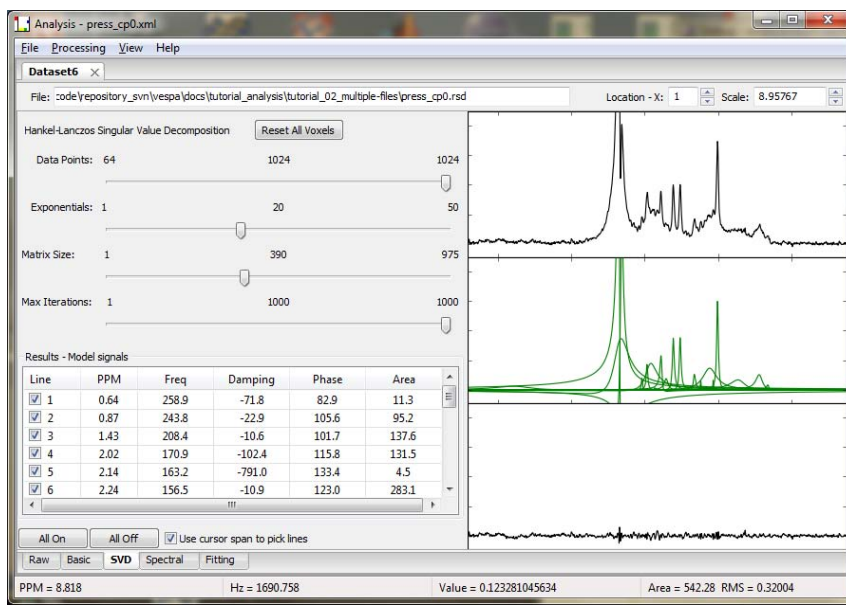 Analysis - press_cp0.xml
File Processing View Help
Dataset6
File: :ode\repository_svn\vespa\docs\tutorial_analysis\tutorial_02_multiple-files\press_cp0.rsd Location - X: 1 Scale: 8.95767
Hankel-Lanczos Singular Value Decomposition Reset All Voxels
Data Points: 64 1024 1024
Exponentials: 1 20 50
Matrix Size: 1 390 975
Max Iterations: 1 1000 1000
Results - Model signals
Line PPM Freq Damping Phase Area
1 0.64 258.9 -71.8 82.9 11.3
2 0.87 243.8 -22.9 105.6 95.2
3 1.43 208.4 -10.6 101.7 137.6
4 2.02 170.9 -102.4 115.8 131.5
5 2.14 163.2 -791.0 133.4 4.5
6 2.24 156.5 -10.9 123.0 283.1
All On All Off Use cursor span to pick lines
Raw Basic SVD Spectral Fitting
PPM = 8.818 Hz = 1690.758 Value = 0.123281045634 Area = 542.28 RMS = 0.32004